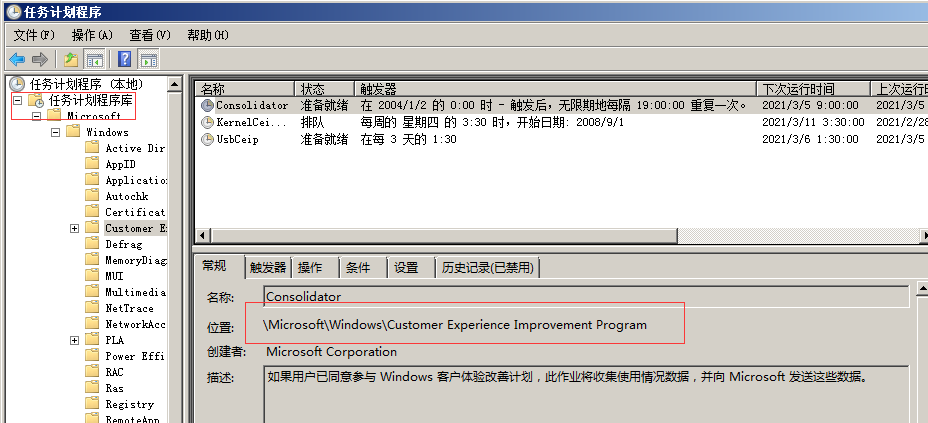 任务计划程序
文件(F) 操作(A) 查看(V) 帮助(H)
任务计划程序 (本地)
任务计划程序库
Microsoft
Windows
Active Dir
AppID
Application
Autochk
Certificat
Customer Ex
Defrag
MemoryDiag
MUI
Multimedia
NetTrace
NetworkAcc
PLA
Power Effi
RAC
Ras
Registry
RemoteApp
名称 状态 触发器 下次运行时间 上次运行时
Consolidator 准备就绪 在 2004/1/2 的 0:00 时 - 触发后，无限期地每隔 19:00:00 重复一次。 2021/3/5 9:00:00 2021/3/5
KernelCei... 排队 每周的 星期四 的 3:30 时，开始日期: 2008/9/1 2021/3/11 3:30:00 2021/2/28
UsbCeip 准备就绪 在每 3 天的 1:30 2021/3/6 1:30:00 2021/3/5
常规 触发器 操作 条件 设置 历史记录(已禁用)
名称: Consolidator
位置: \Microsoft\Windows\Customer Experience Improvement Program
创建者: Microsoft Corporation
描述: 如果用户已同意参与 Windows 客户体验改善计划，此作业将收集使用情况数据，并向 Microsoft 发送这些数据。